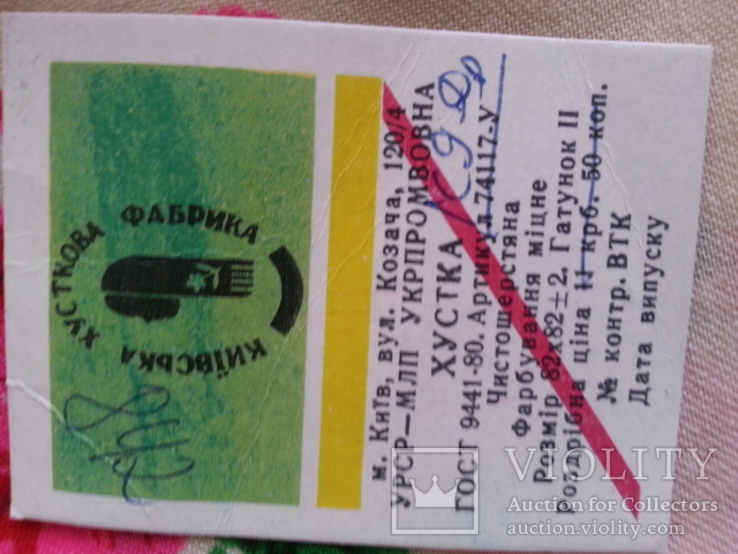 КИЇВСЬКА ХУСТКОВА ФАБРИКА
м. Київ, вул. Козача, 120/4
УРСР—МЛП УКРПРОМВОВНА
ХУСТКА
ГОСТ 9441-80. Артикул 74117-У
Чистошерстяна
Фарбування міцне
Розмір 82х82±2. Гатунок II
Роздрібна ціна 11 крб. 50 коп.
№ контр. ВТК
Дата випуску
VIOLITY
Auction for Collectors
auction.violity.com